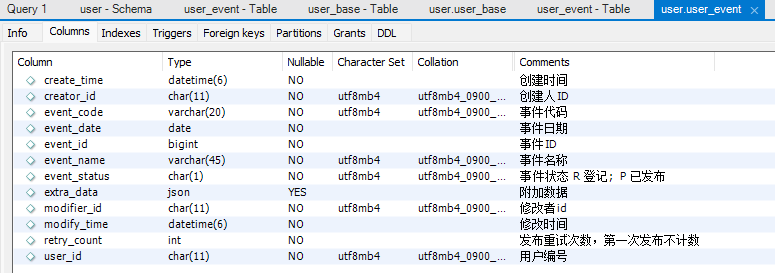 Query 1 user - Schema user_event - Table user_base - Table user.user_base user_event - Table user.user_event
Info Columns Indexes Triggers Foreign keys Partitions Grants DDL
Column Type Nullable Character Set Collation Comments
create_time datetime(6) NO 创建时间
creator_id char(11) NO utf8mb4 utf8mb4_0900_... 创建人ID
event_code varchar(20) NO utf8mb4 utf8mb4_0900_... 事件代码
event_date date NO 事件日期
event_id bigint NO 事件ID
event_name varchar(45) NO utf8mb4 utf8mb4_0900_... 事件名称
event_status char(1) NO utf8mb4 utf8mb4_0900_... 事件状态 R 登记; P 已发布
extra_data json YES 附加数据
modifier_id char(11) NO utf8mb4 utf8mb4_0900_... 修改者id
modify_time datetime(6) NO 修改时间
retry_count int NO 发布重试次数，第一次发布不计数
user_id char(11) NO utf8mb4 utf8mb4_0900_... 用户编号